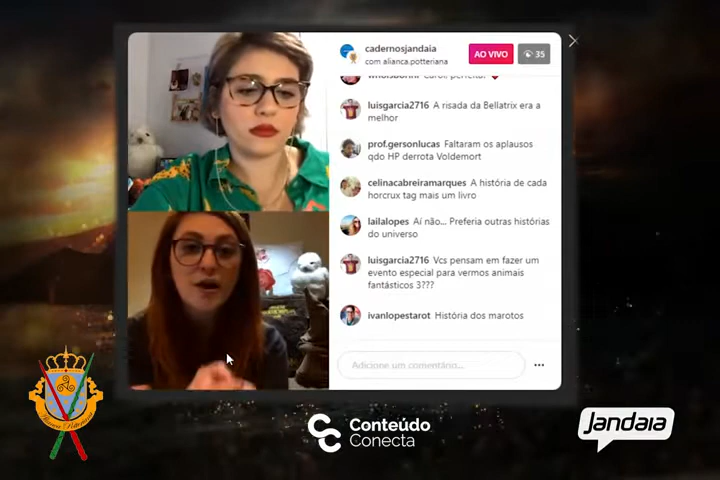 cadernosjandaia
com alianca.potteriana
AO VIVO
35
whoisborini Carol, perfeita!
luisgarcia2716 A risada da Bellatrix era a
melhor
prof.gersonlucas Faltaram os aplausos
qdo HP derrota Voldemort
celinacabreiramarques A história de cada
horcrux tag mais um livro
lailalopes Aí não... Preferia outras histórias
do universo
luisgarcia2716 Vcs pensam em fazer um
evento especial para vermos animais
fantásticos 3???
ivanlopestarot História dos marotos
Adicione um comentário...
Conteúdo
Conecta
Jandaia